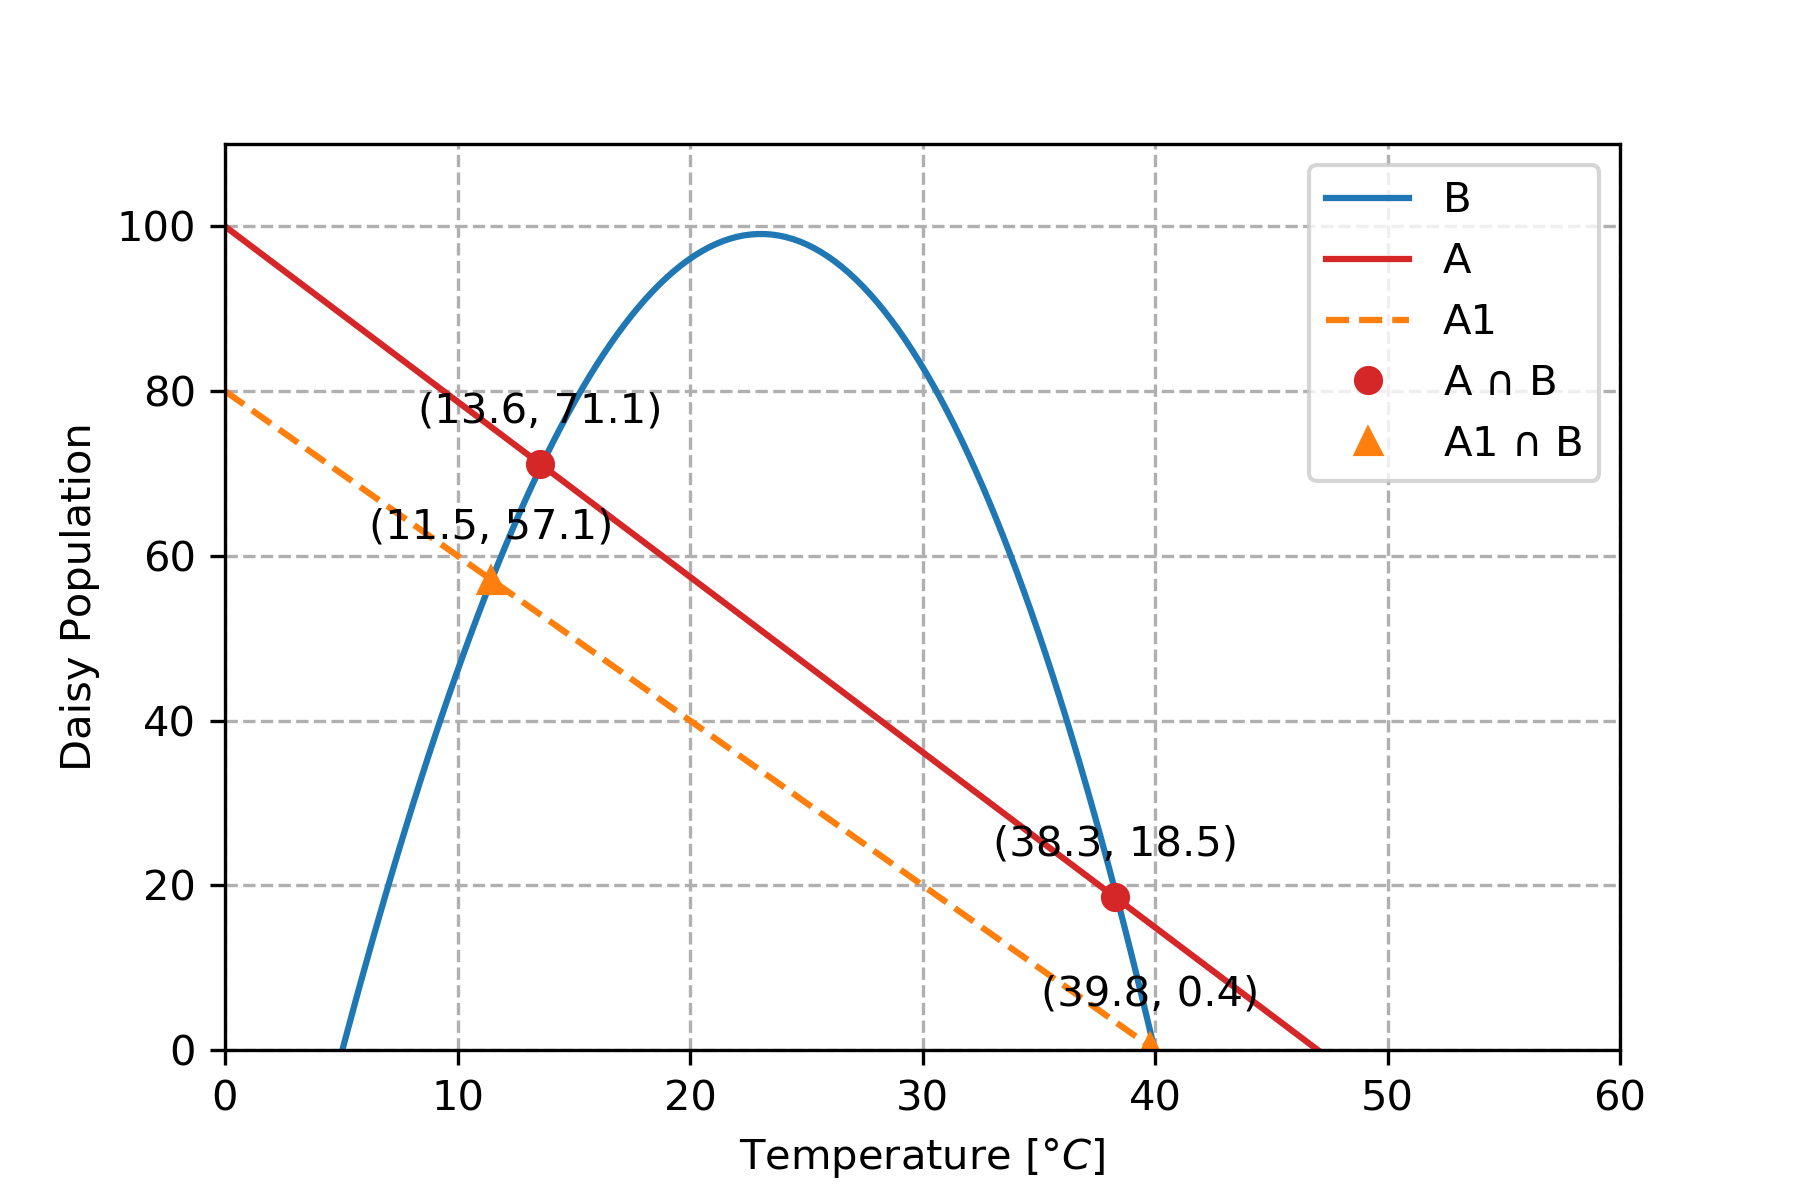 B
A
A1
A ∩ B
A1 ∩ B
(13.6, 71.1)
(11.5, 57.1)
(38.3, 18.5)
(39.8, 0.4)
100
80
60
40
20
0
Daisy Population
0 10 20 30 40 50 60
Temperature [°C]